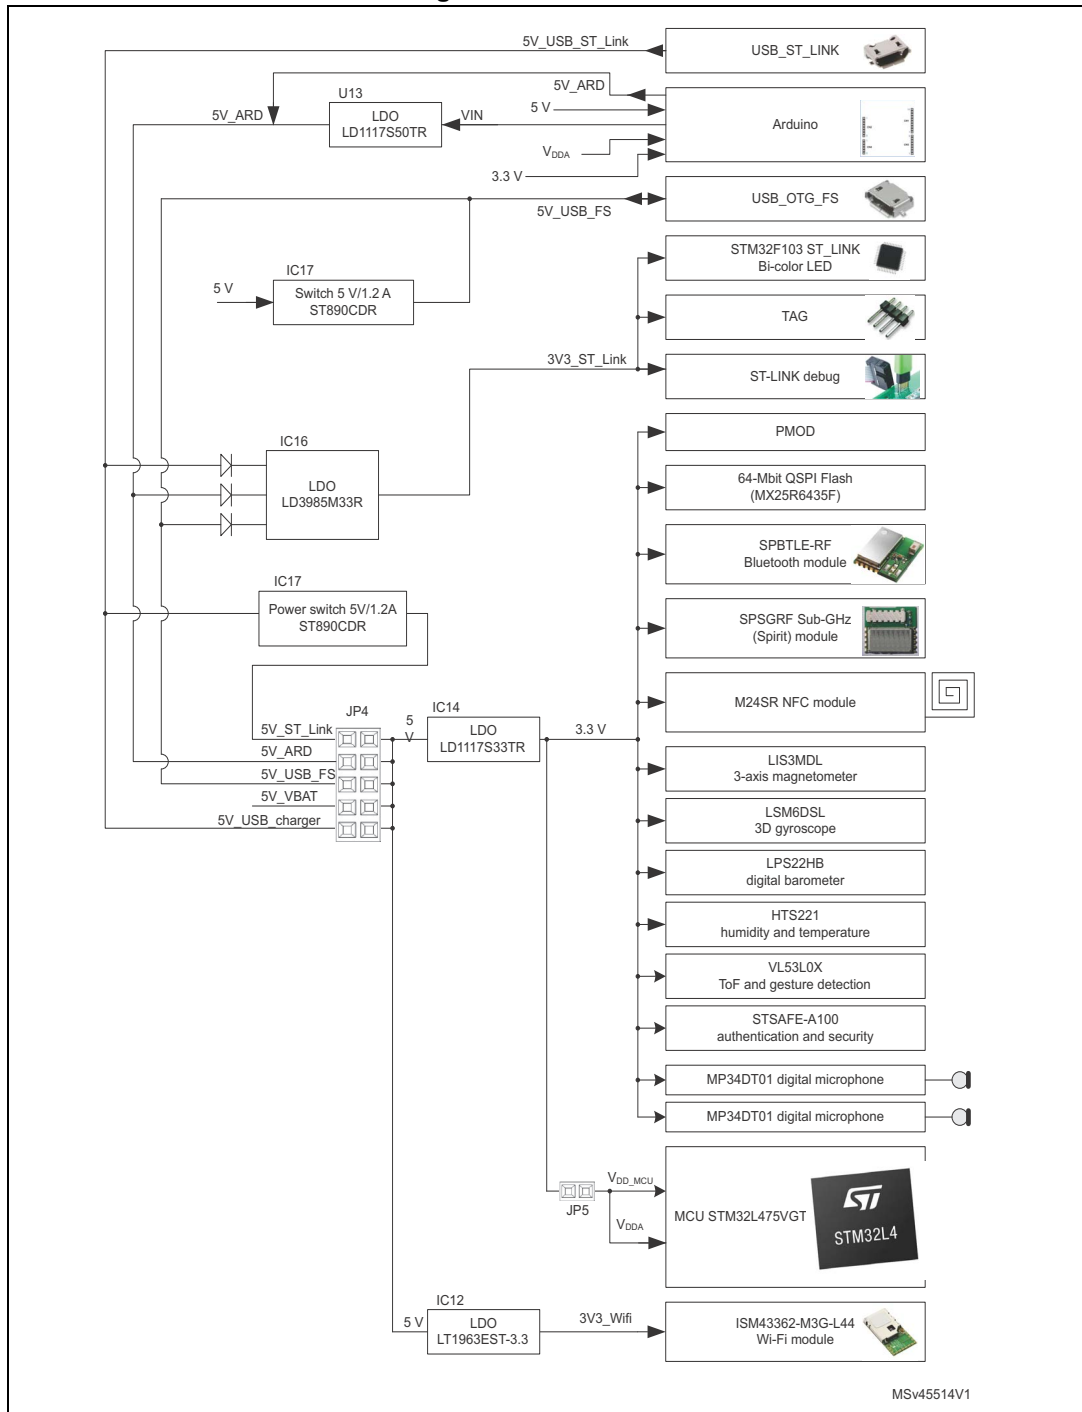 5V_USB_ST_Link
USB_ST_LINK
5V_ARD
U13
5V_ARD
LDO
LD1117S50TR
VIN
5 V
Arduino
VDDA
3.3 V
USB_OTG_FS
5V_USB_FS
STM32F103 ST_LINK
Bi-color LED
IC17
5 V
Switch 5 V/1.2 A
ST890CDR
TAG
3V3_ST_Link
ST-LINK debug
PMOD
IC16
LDO
LD3985M33R
64-Mbit QSPI Flash
(MX25R6435F)
SPBTLE-RF
Bluetooth module
IC17
Power switch 5V/1.2A
ST890CDR
SPSGRF Sub-GHz
(Spirit) module
M24SR NFC module
JP4
5V_ST_Link
5V_ARD
5V_USB_FS
5V_VBAT
5V_USB_charger
5
V
IC14
LDO
LD1117S33TR
3.3 V
LIS3MDL
3-axis magnetometer
LSM6DSL
3D gyroscope
LPS22HB
digital barometer
HTS221
humidity and temperature
VL53L0X
ToF and gesture detection
STSAFE-A100
authentication and security
MP34DT01 digital microphone
MP34DT01 digital microphone
VDD_MCU
JP5
VDDA
MCU STM32L475VGT
ST
STM32L4
IC12
5 V
LDO
LT1963EST-3.3
3V3_Wifi
ISM43362-M3G-L44
Wi-Fi module
MSv45514V1